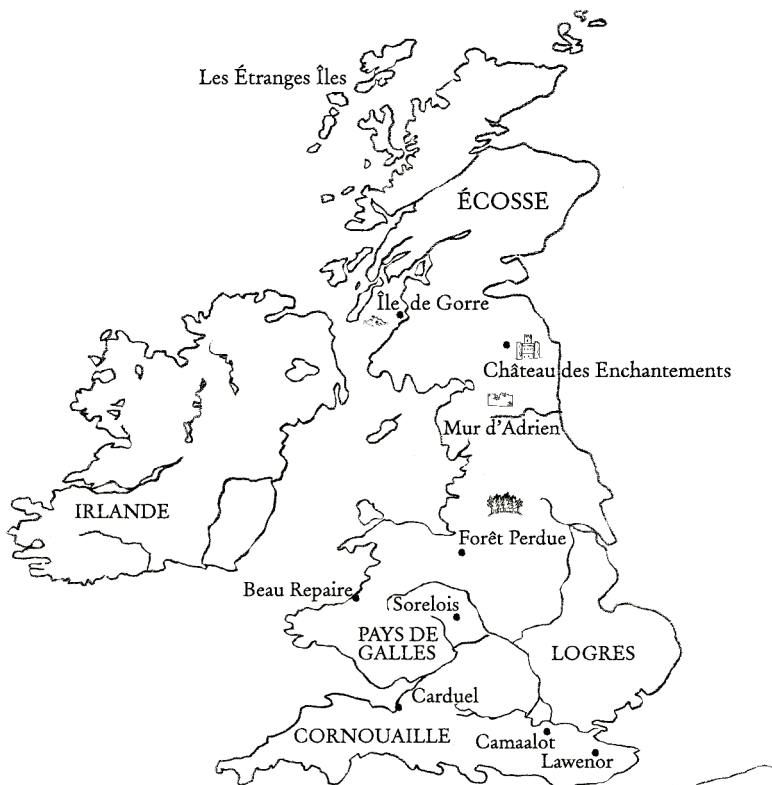 Les Étranges Îles
ÉCOSSE
Île de Gorre
Château des Enchantements
Mur d'Adrien
IRLANDE
Forêt Perdue
Beau Repaire
Sorelois
PAYS DE
GALLES
LOGRES
Carduel
CORNOUAILLE
Camaalot
Lawenor